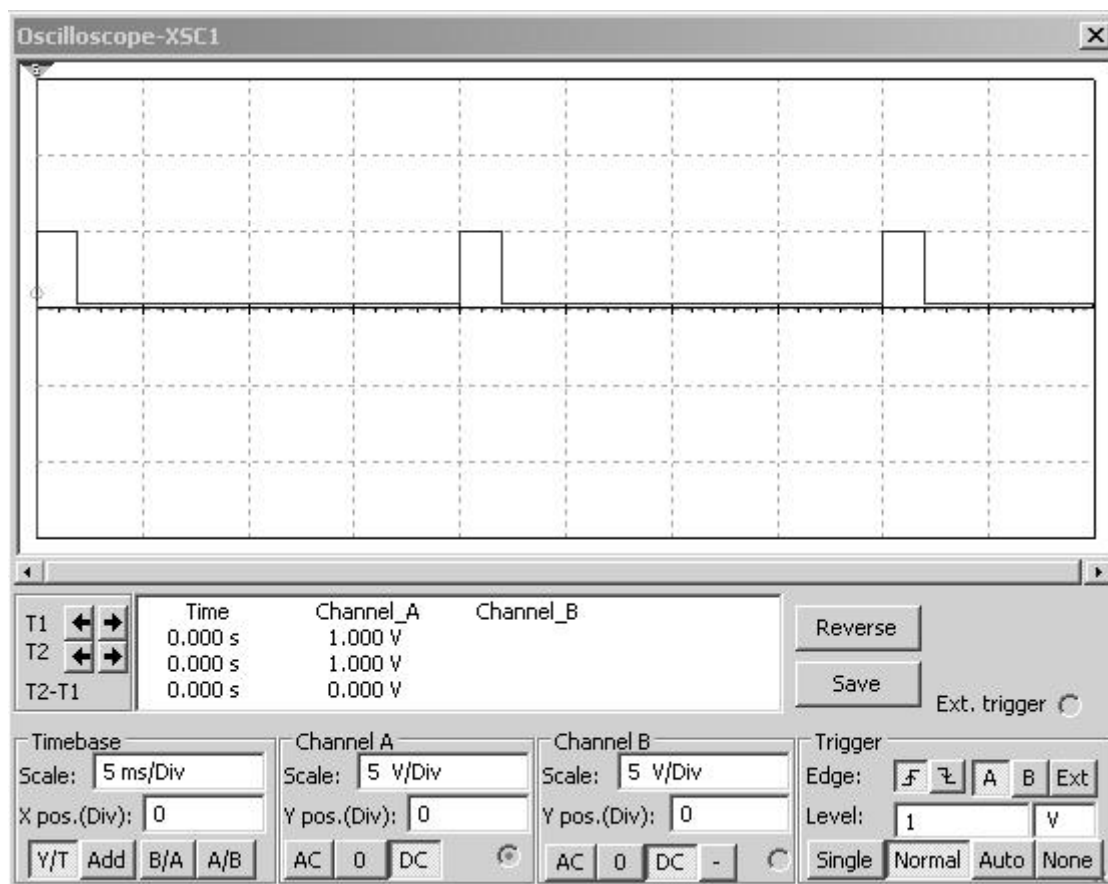 Oscilloscope-XSC1
T1
T2
T2-T1
Time Channel_A Channel_B
0.000 s 1.000 V
0.000 s 1.000 V
0.000 s 0.000 V
Reverse
Save
Ext. trigger
Timebase
Scale: 5 ms/Div
X pos.(Div): 0
Y/T Add B/A A/B
Channel A
Scale: 5 V/Div
Y pos.(Div): 0
AC 0 DC
Channel B
Scale: 5 V/Div
Y pos.(Div): 0
AC 0 DC -
Trigger
Edge: A B Ext
Level: 1 V
Single Normal Auto None